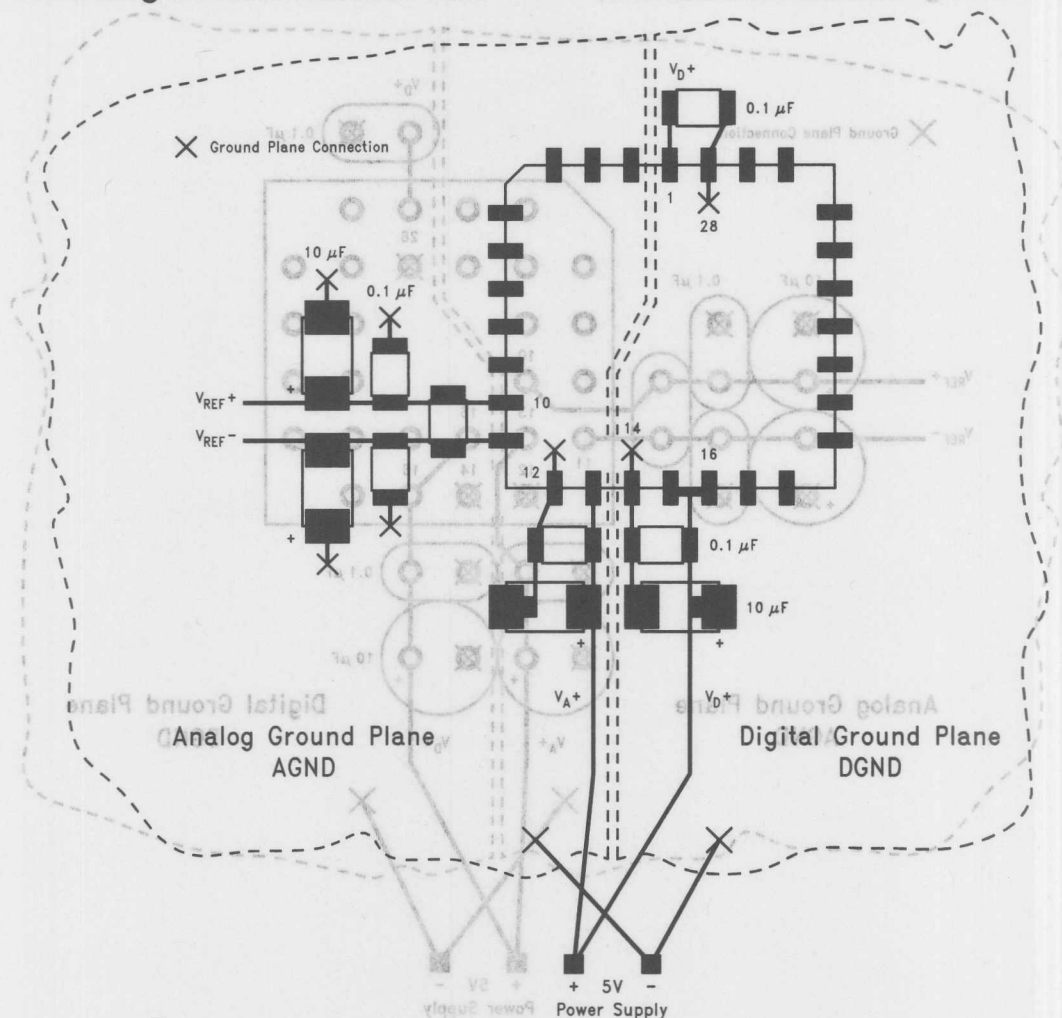 V_D+
0.1 μF
Ground Plane Connection
1
28
10 μF
0.1 μF
V_REF+
10
V_REF-
14
12
16
0.1 μF
10 μF
+
+
+
+
V_A+
V_D+
Analog Ground Plane
AGND
Digital Ground Plane
DGND
+ 5V -
Power Supply